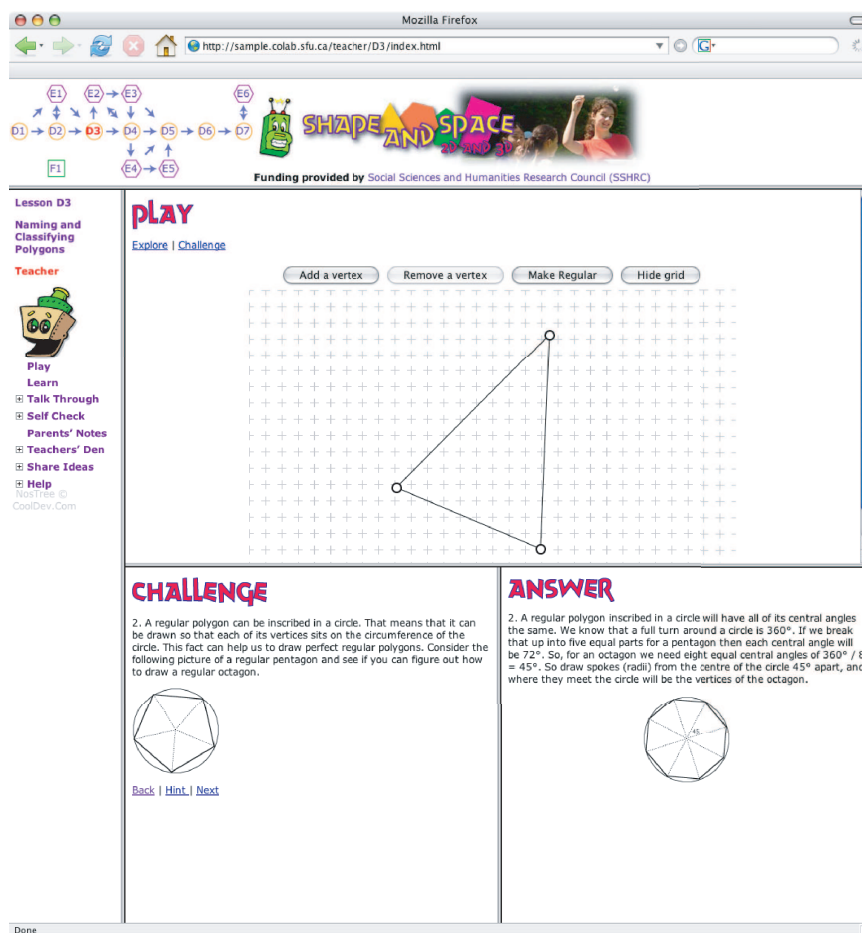 Mozilla Firefox
http://sample.colab.sfu.ca/teacher/D3/index.html
G
E1 E2 E3 E6
D1 D2 D3 D4 D5 D6 D7
F1 E4 E5
SHAPE AND SPACE
2D AND 3D
Funding provided by Social Sciences and Humanities Research Council (SSHRC)
Lesson D3
Naming and
Classifying
Polygons
Teacher
Play
Learn
Talk Through
Self Check
Parents' Notes
Teachers' Den
Share Ideas
Help
NosTree ©
CoolDev.Com
PLAY
Explore | Challenge
Add a vertex Remove a vertex Make Regular Hide grid
CHALLENGE
2. A regular polygon can be inscribed in a circle. That means that it can
be drawn so that each of its vertices sits on the circumference of the
circle. This fact can help us to draw perfect regular polygons. Consider the
following picture of a regular pentagon and see if you can figure out how
to draw a regular octagon.
Back | Hint | Next
ANSWER
2. A regular polygon inscribed in a circle will have all of its central angles
the same. We know that a full turn around a circle is 360°. If we break
that up into five equal parts for a pentagon then each central angle will
be 72°. So, for an octagon we need eight equal central angles of 360° / 8
= 45°. So draw spokes (radii) from the centre of the circle 45° apart, and
where they meet the circle will be the vertices of the octagon.
45
Done